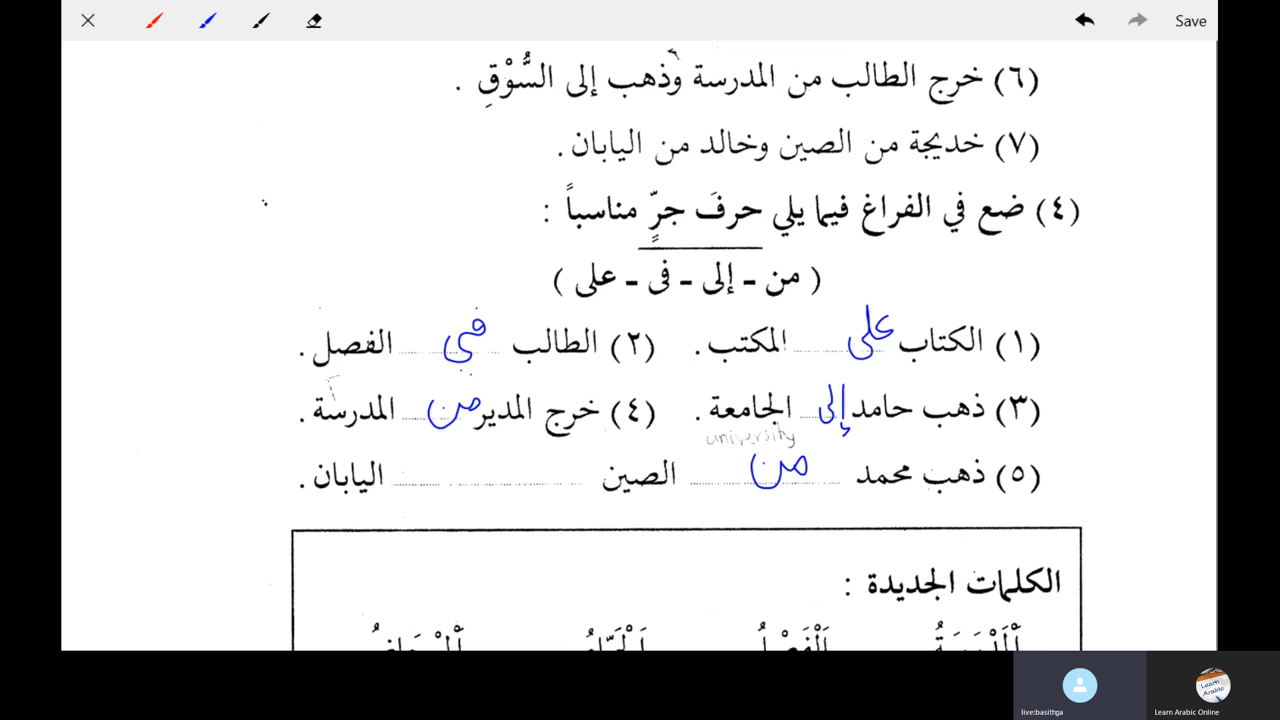 Save
(٦) خرج الطالب من المدرسة وذهب إلى السُّوْقِ .
(٧) خديجة من الصين وخالد من اليابان .
(٤) ضع في الفراغ فيما يلي حرفَ جرٍّ مناسباً :
( من - إلى - فى - على )
(١) الكتاب على المكتب . (٢) الطالب في الفصل .
(٣) ذهب حامد إلى الجامعة . (٤) خرج المدير من المدرسة .
university
(٥) ذهب محمد من الصين .......... اليابان .
الكلمات الجديدة :
live:basithga
Learn Arabic Online
Learn Arabic